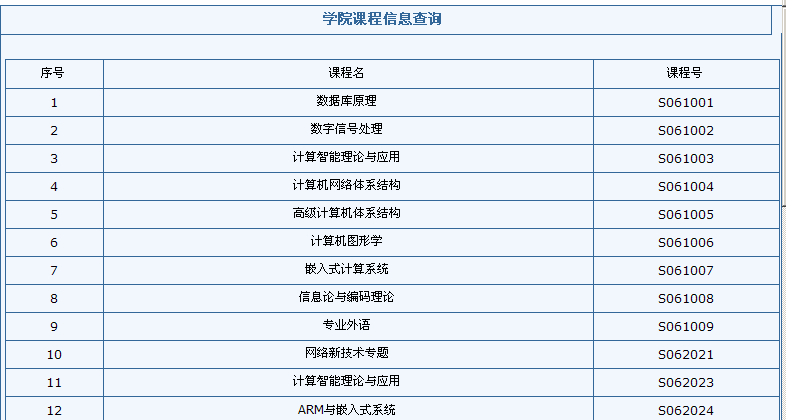 学院课程信息查询
序号 课程名 课程号
1 数据库原理 S061001
2 数字信号处理 S061002
3 计算智能理论与应用 S061003
4 计算机网络体系结构 S061004
5 高级计算机体系结构 S061005
6 计算机图形学 S061006
7 嵌入式计算系统 S061007
8 信息论与编码理论 S061008
9 专业外语 S061009
10 网络新技术专题 S062021
11 计算智能理论与应用 S062023
12 ARM与嵌入式系统 S062024